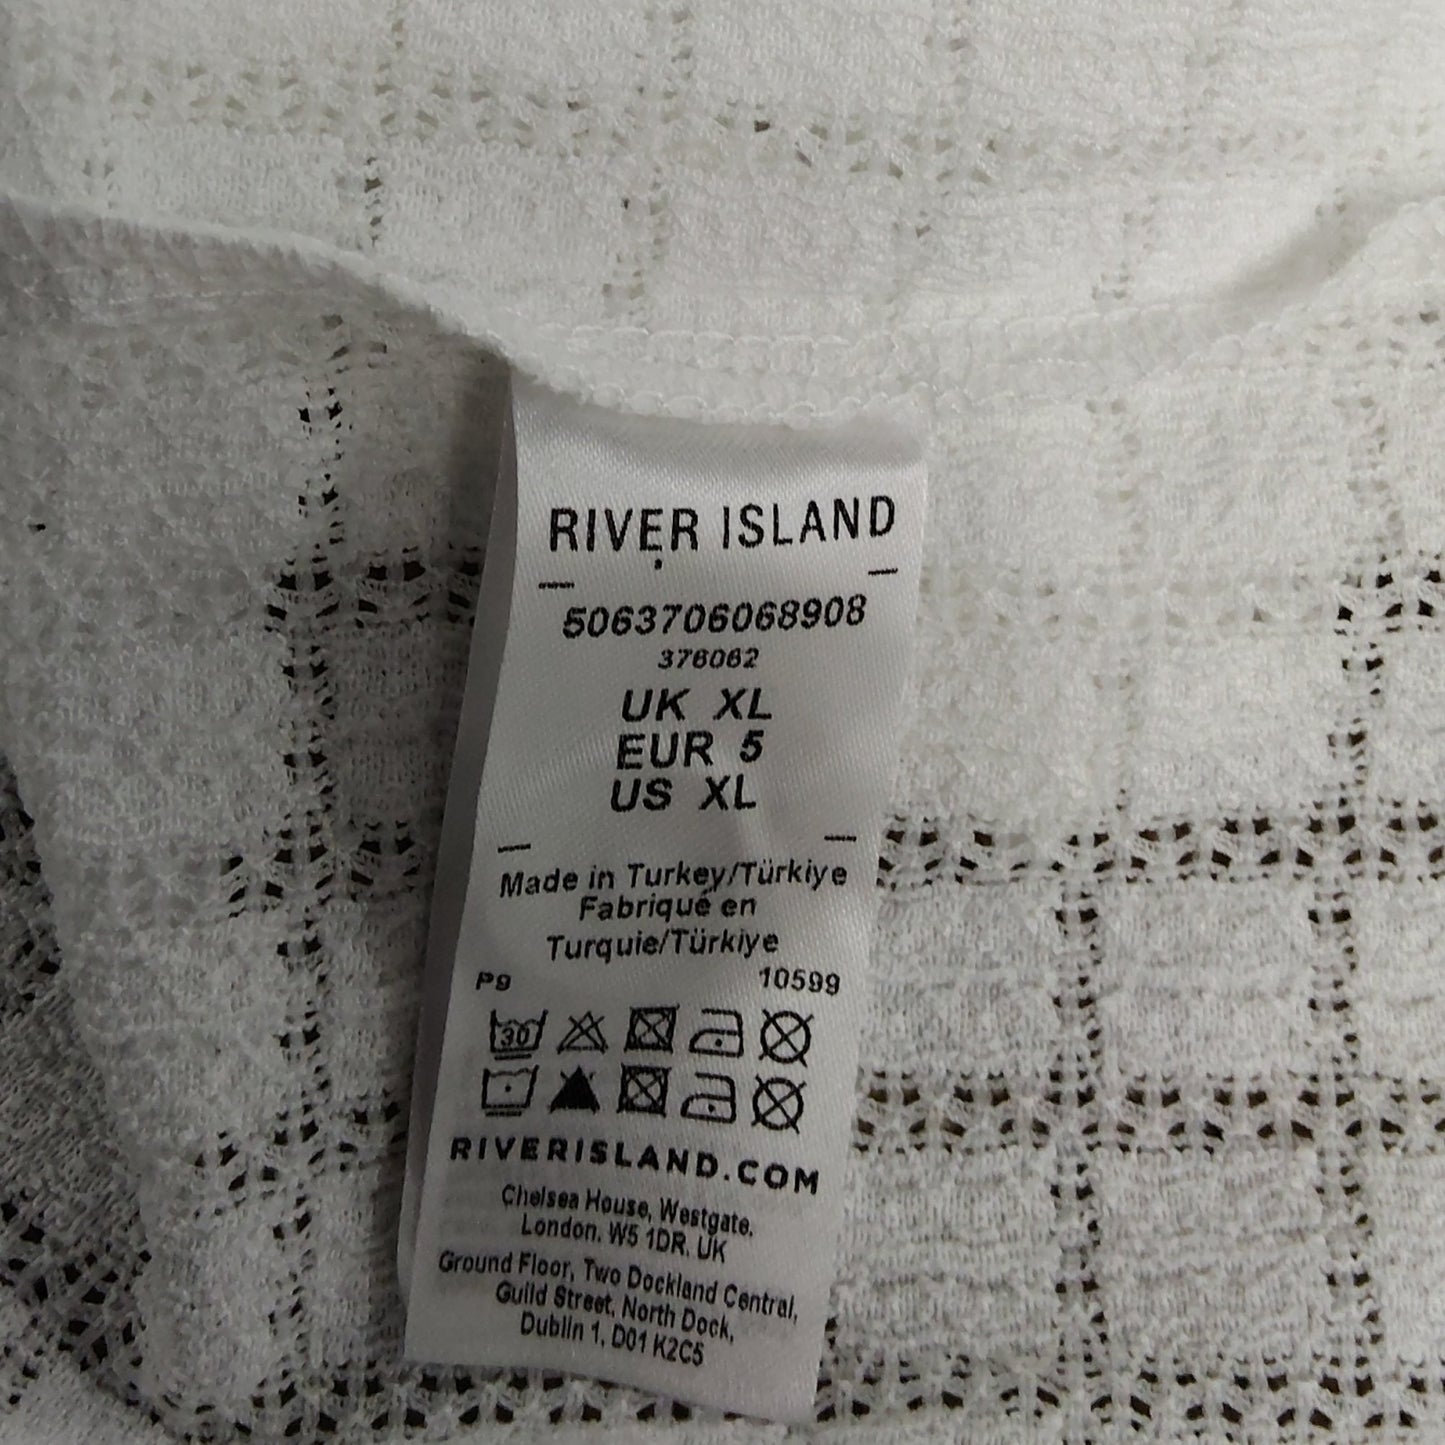 RIVER ISLAND
5063706068908
376062
UK XL
EUR 5
US XL
Made in Turkey/Türkiye
Fabriqué en
Turquie/Türkiye
P9 10599
30
RIVERISLAND.COM
Chelsea House, Westgate,
London, W5 1DR, UK
Ground Floor, Two Dockland Central,
Guild Street, North Dock,
Dublin 1, D01 K2C5